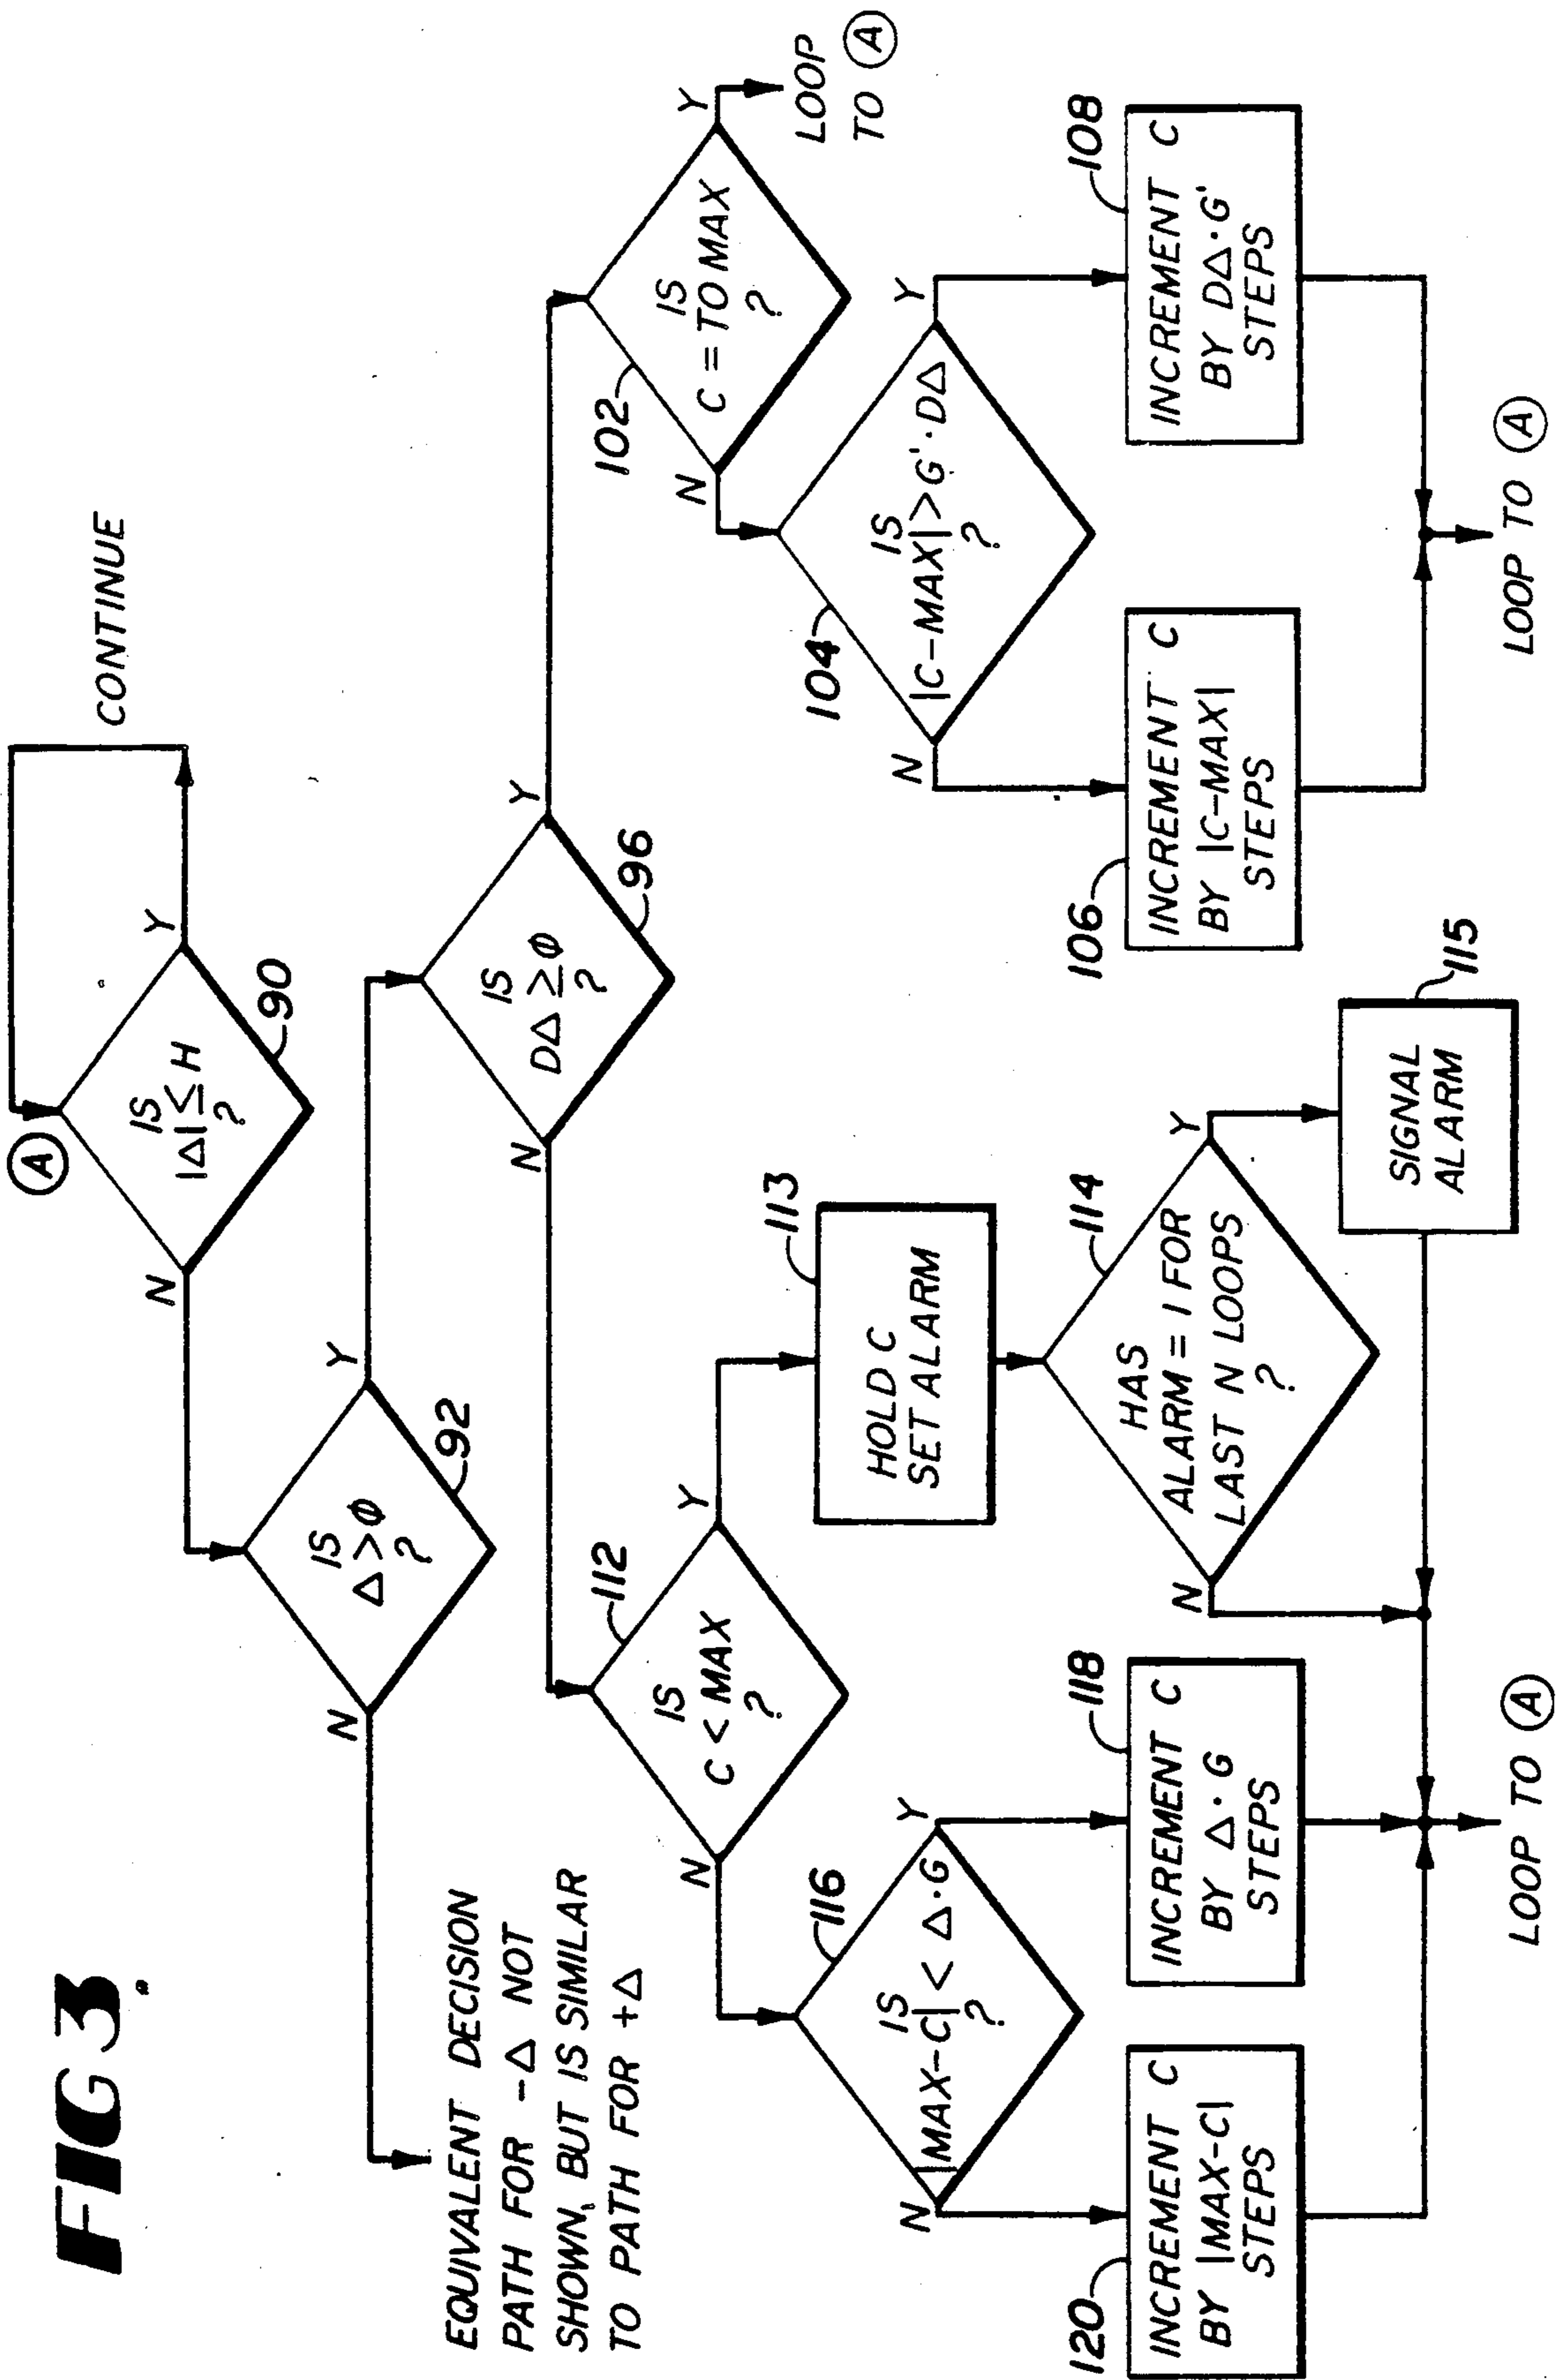 FIG 3.
CONTINUE
A
IS
|Δ| ≤ H
?
Y
N
90
IS
Δ > Φ
?
Y
N
92
EQUIVALENT DECISION
PATH FOR -Δ NOT
SHOWN, BUT IS SIMILAR
TO PATH FOR +Δ
IS
DΔ ≥ Φ
?
Y
N
96
IS
C = TO MAX
?
Y
N
102
LOOP
TO A
IS
|C-MAX| > G'·DΔ
?
Y
N
104
INCREMENT C
BY |C-MAX|
STEPS
106
INCREMENT C
BY DΔ·G'
STEPS
108
LOOP TO A
IS
C < MAX
?
Y
N
112
HOLD C
SET ALARM
113
HAS
ALARM = 1 FOR
LAST N LOOPS
?
Y
N
114
SIGNAL
ALARM
115
IS
|MAX-C| < Δ·G
?
Y
N
116
INCREMENT C
BY Δ·G
STEPS
118
INCREMENT C
BY |MAX-C|
STEPS
120
LOOP TO A